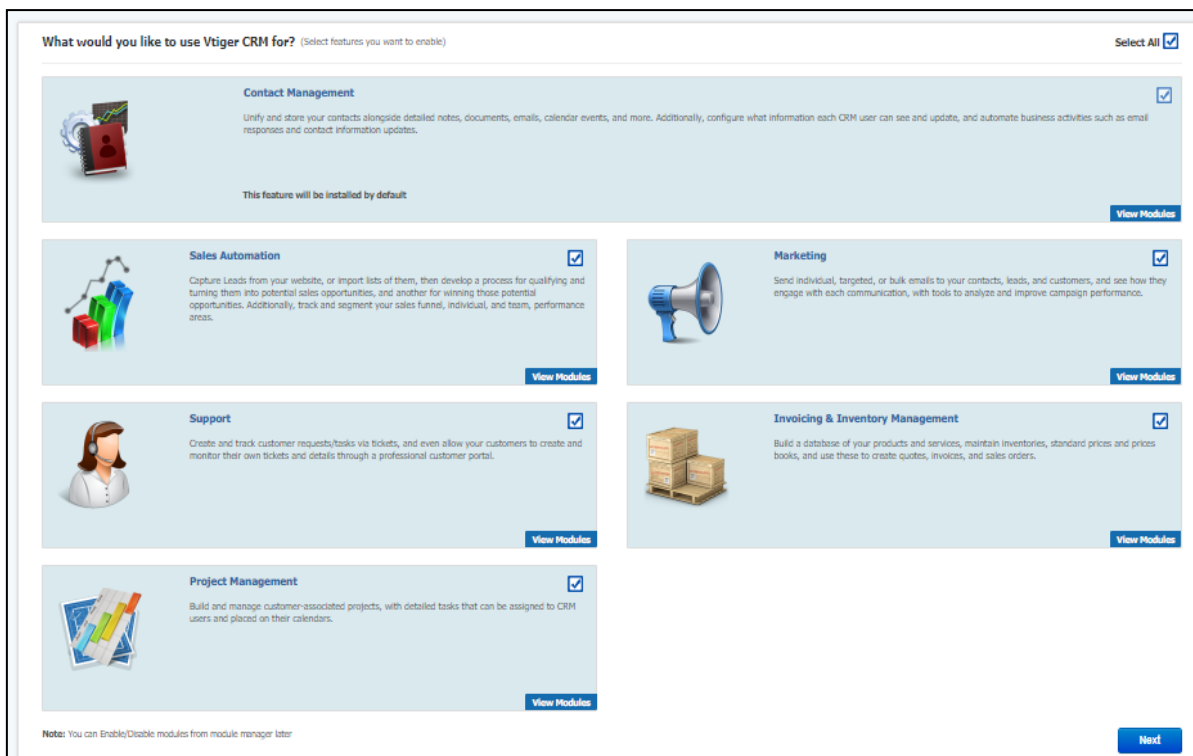 What would you like to use Vtiger CRM for? (Select features you want to enable)
Select All
Contact Management
Unify and store your contacts alongside detailed notes, documents, emails, calendar events, and more. Additionally, configure what information each CRM user can see and update, and automate business activities such as email
responses and contact information updates.
This feature will be installed by default
View Modules
Sales Automation
Capture Leads from your website, or import lists of them, then develop a process for qualifying and
turning them into potential sales opportunities, and another for winning those potential
opportunities. Additionally, track and segment your sales funnel, individual, and team, performance
areas.
View Modules
Marketing
Send individual, targeted, or bulk emails to your contacts, leads, and customers, and see how they
engage with each communication, with tools to analyze and improve campaign performance.
View Modules
Support
Create and track customer requests/tasks via tickets, and even allow your customers to create and
monitor their own tickets and details through a professional customer portal.
View Modules
Invoicing & Inventory Management
Build a database of your products and services, maintain inventories, standard prices and prices
books, and use these to create quotes, invoices, and sales orders.
View Modules
Project Management
Build and manage customer-associated projects, with detailed tasks that can be assigned to CRM
users and placed on their calendars.
View Modules
Note: You can Enable/Disable modules from module manager later
Next